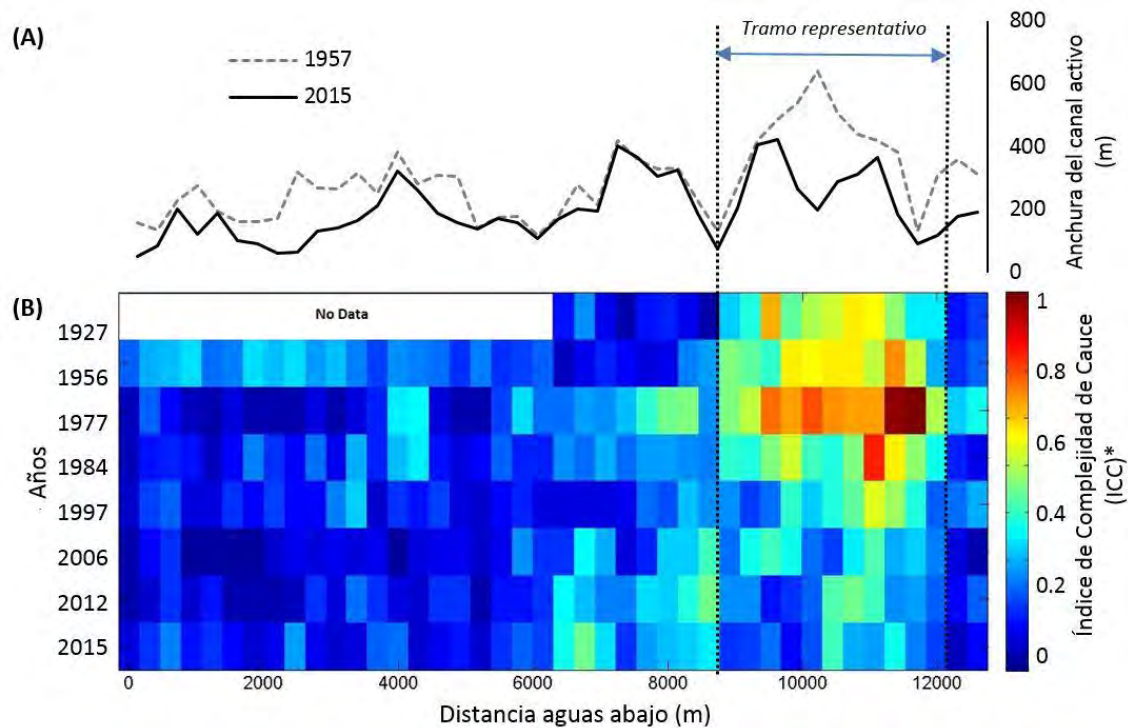 (A)
1957
2015
Tramo representativo
800
600
400
200
0
Anchura del canal activo
(m)
(B)
No Data
1927
1956
1977
1984
1997
2006
2012
2015
Años
0
2000
4000
6000
8000
10000
12000
Distancia aguas abajo (m)
1
0.8
0.6
0.4
0.2
0
Índice de Complejidad de Cauce
(ICC)*